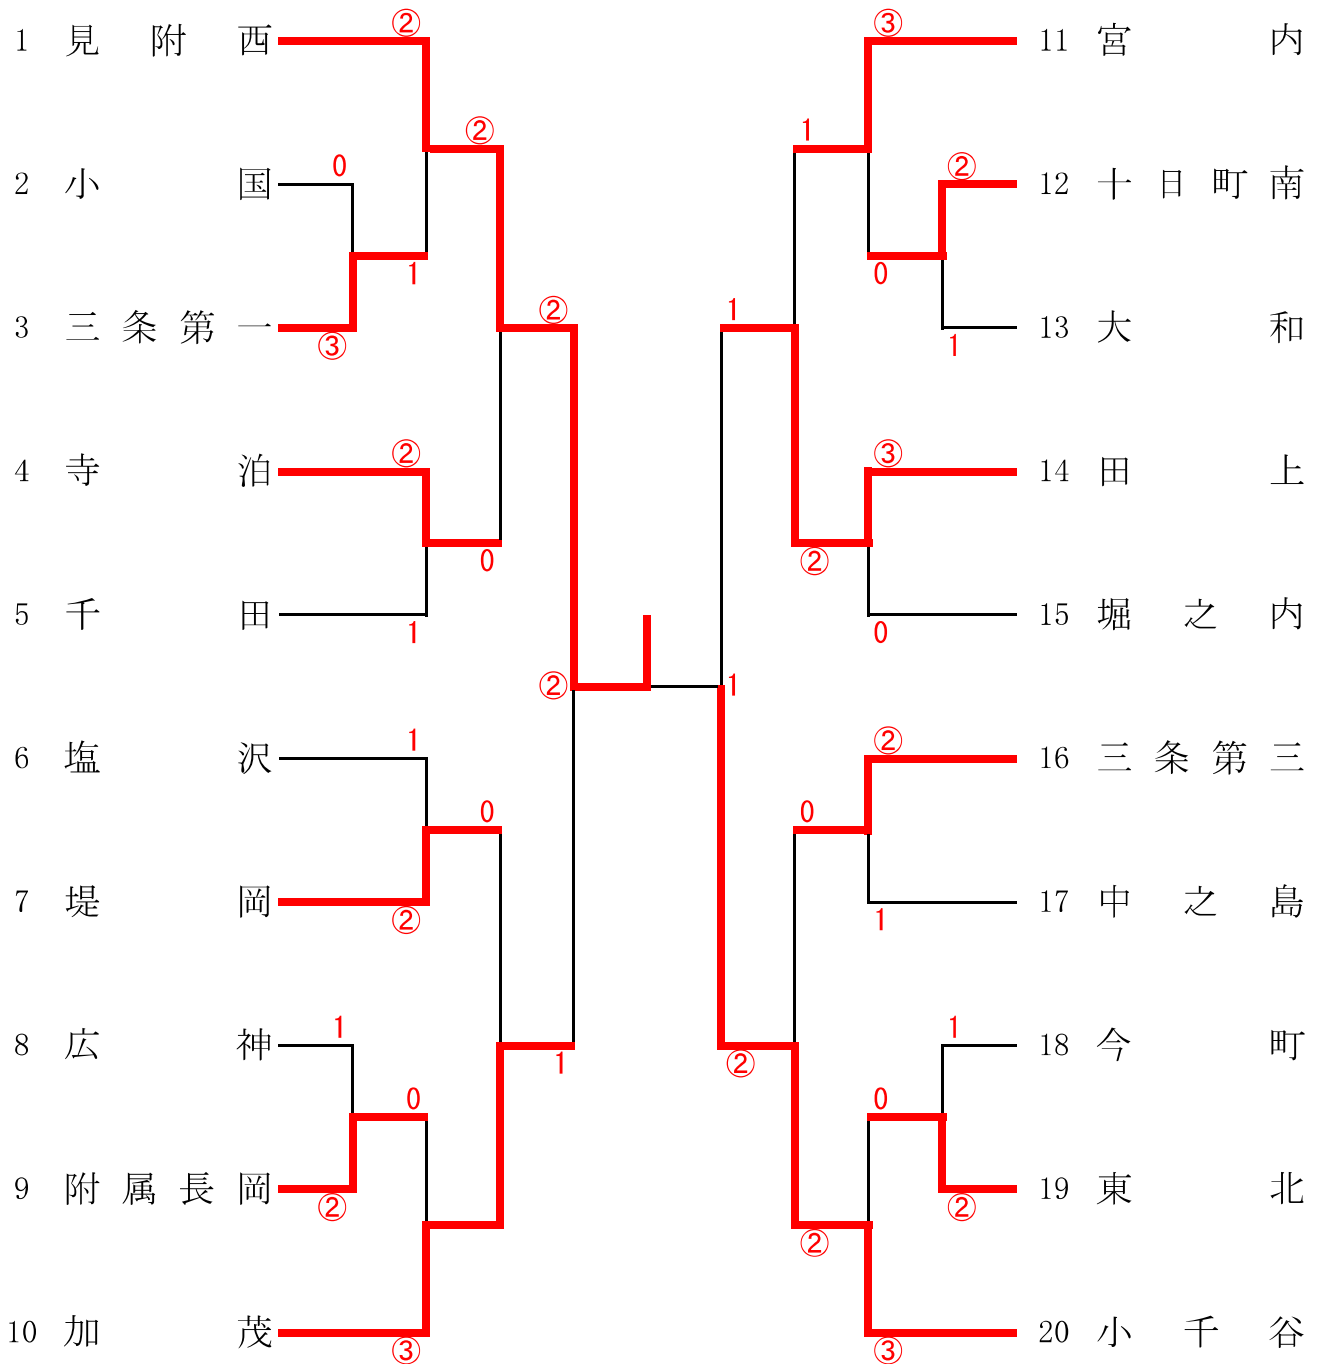 ② ③
1 見附西 11 宮内
② 1
0 ②
2 小国 12 十日町南
1 0
② 1
3 三条第一 13 大和
③ 1
② ③
4 寺泊 14 田上
0 ②
5 千田 15 堀之内
1 0
② 1
1 ②
6 塩沢 16 三条第三
0 0
7 堤岡 17 中之島
② 1
1 1
8 広神 18 今町
1 ②
0 0
9 附属長岡 19 東北
② ②
②
10 加茂 20 小千谷
③ ③